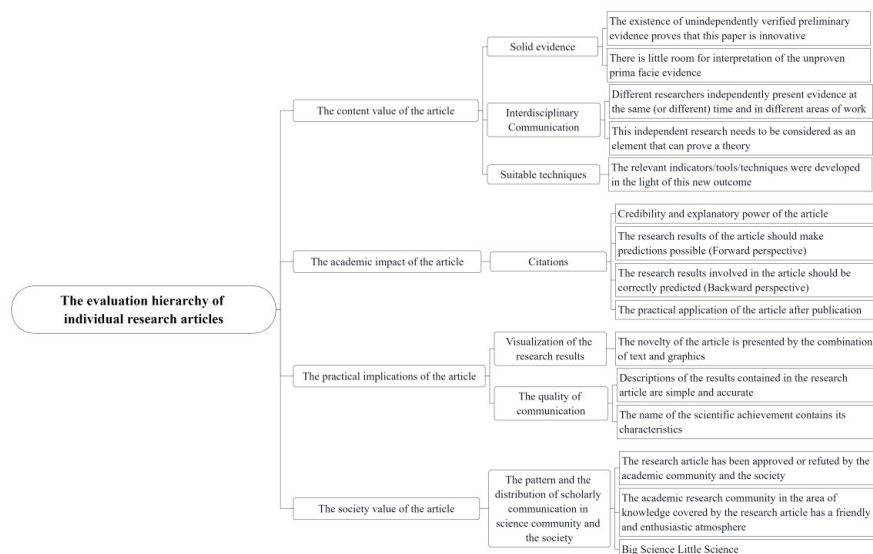 The evaluation hierarchy of
individual research articles
The content value of the article
Solid evidence
The existence of unindependently verified preliminary
evidence proves that this paper is innovative
There is little room for interpretation of the unproven
prima facie evidence
Interdisciplinary
Communication
Different researchers independently present evidence at
the same (or different) time and in different areas of work
This independent research needs to be considered as an
element that can prove a theory
Suitable techniques
The relevant indicators/tools/techniques were developed
in the light of this new outcome
The academic impact of the article
Citations
Credibility and explanatory power of the article
The research results of the article should make
predictions possible (Forward perspective)
The research results involved in the article should be
correctly predicted (Backward perspective)
The practical application of the article after publication
The practical implications of the article
Visualization of the
research results
The novelty of the article is presented by the combination
of text and graphics
The quality of
communication
Descriptions of the results contained in the research
article are simple and accurate
The name of the scientific achievement contains its
characteristics
The society value of the article
The pattern and the
distribution of scholarly
communication in
science community and
the society
The research article has been approved or refuted by the
academic community and the society
The academic research community in the area of
knowledge covered by the research article has a friendly
and enthusiastic atmosphere
Big Science Little Science